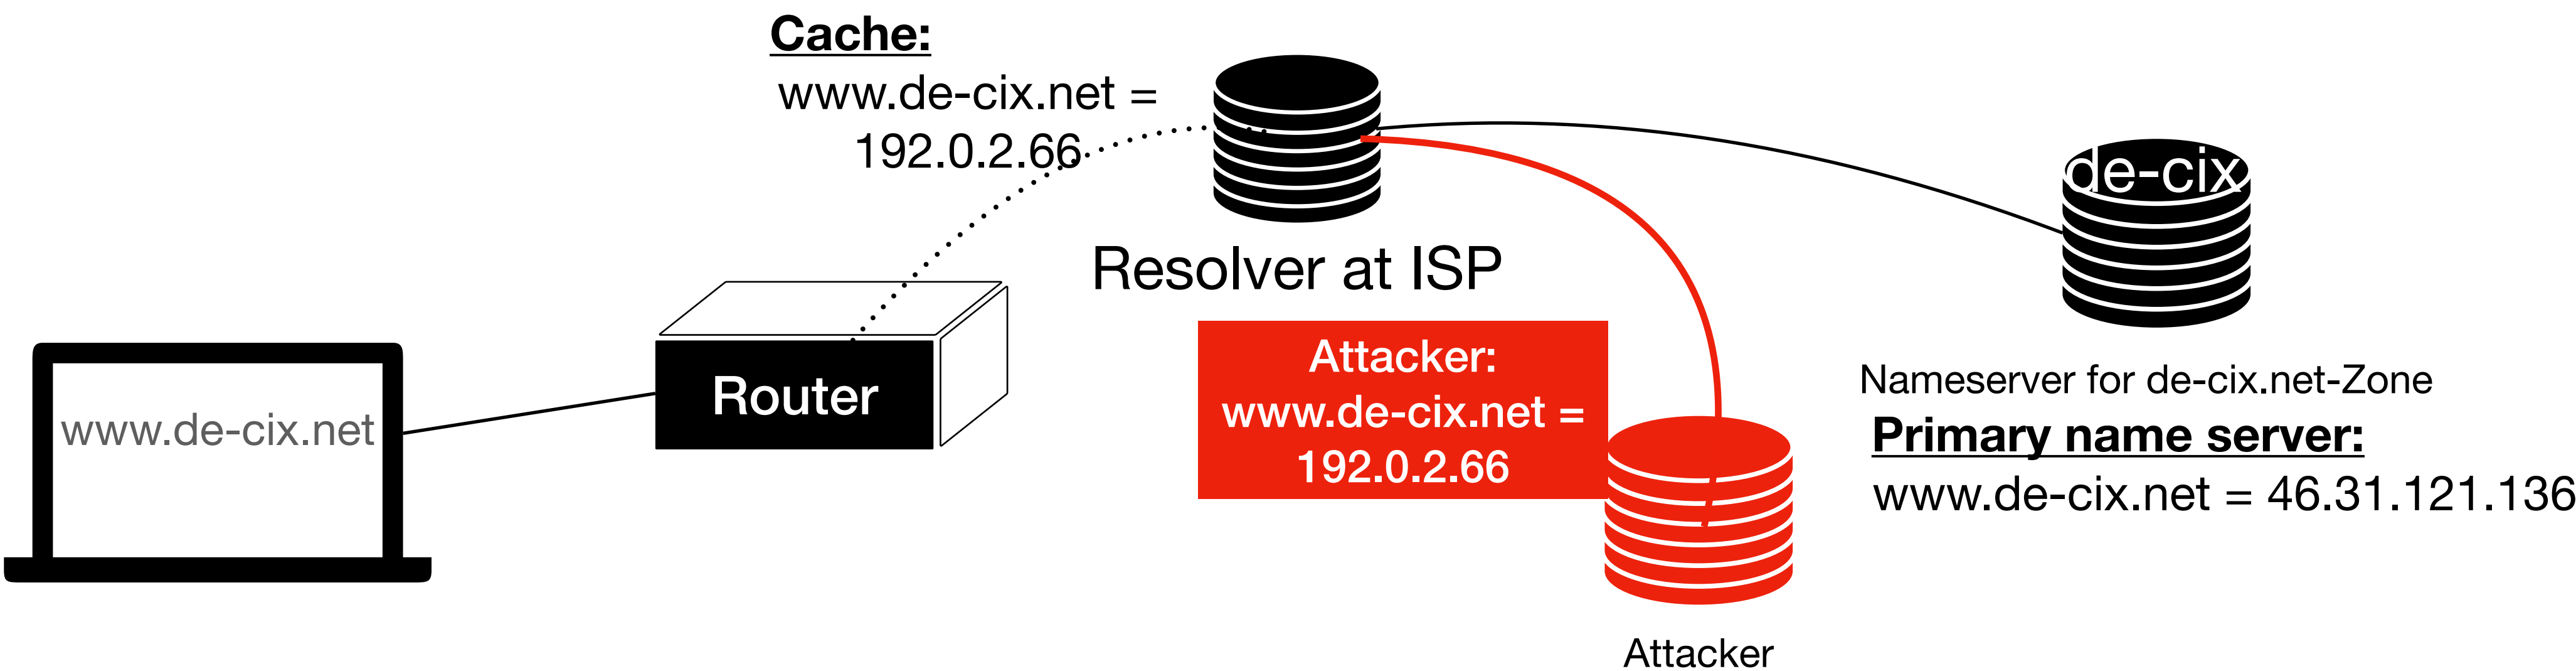 Cache:
www.de-cix.net =
192.0.2.66
de-cix
Resolver at ISP
Attacker:
www.de-cix.net =
192.0.2.66
Router
www.de-cix.net
Nameserver for de-cix.net-Zone
Primary name server:
www.de-cix.net = 46.31.121.136
Attacker